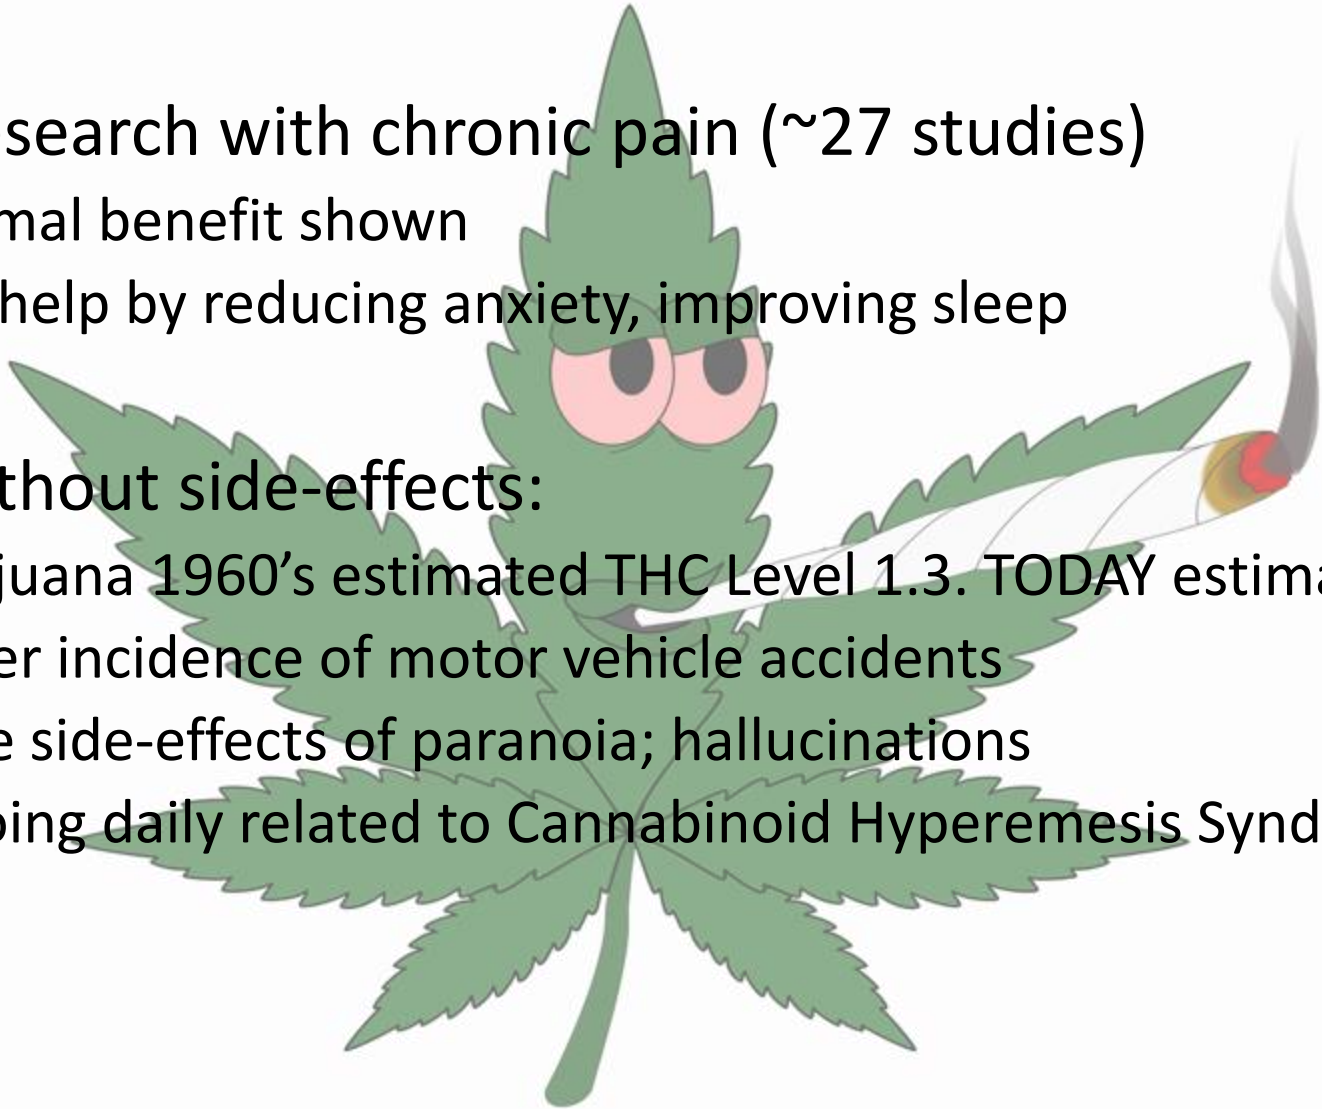 search with chronic pain (~27 studies)
mal benefit shown
help by reducing anxiety, improving sleep
thout side-effects:
juana 1960’s estimated THC Level 1.3. TODAY estima
er incidence of motor vehicle accidents
e side-effects of paranoia; hallucinations
ping daily related to Cannabinoid Hyperemesis Synd